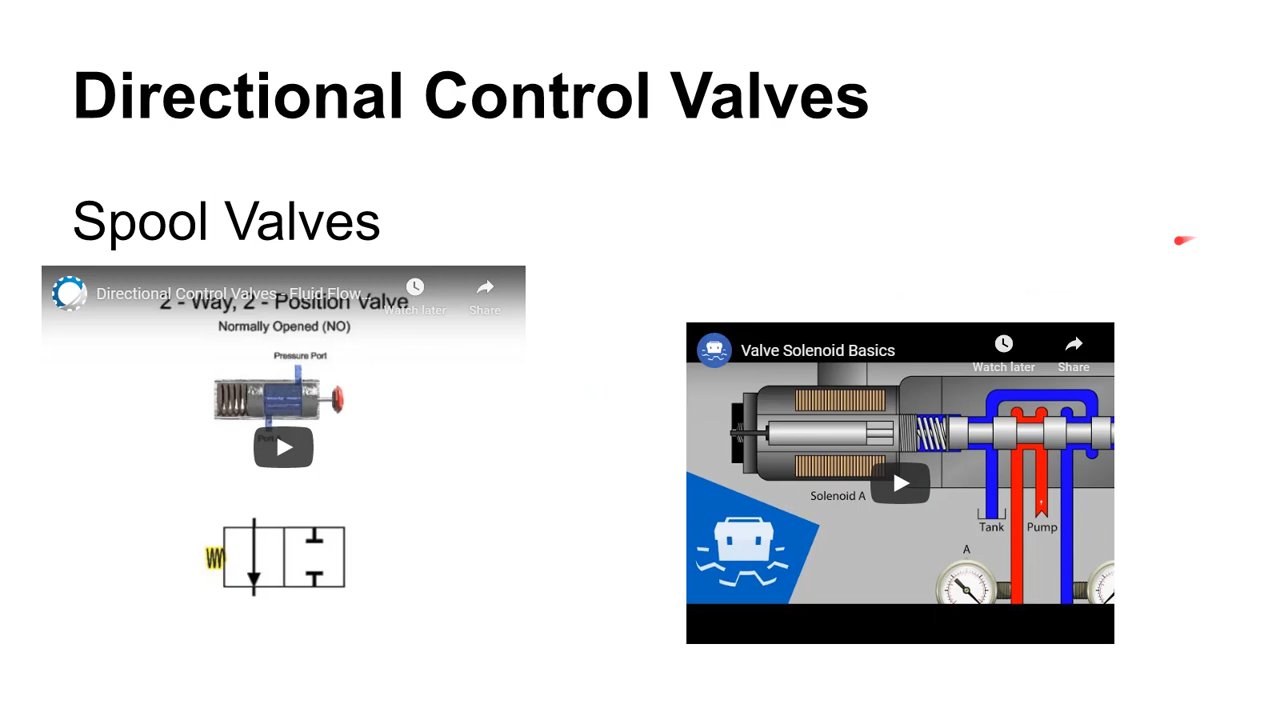 Directional Control Valves
Spool Valves
Directional Control Valves - Fluid Flow...
Watch later
Share
2 - Way, 2 - Position Valve
Normally Opened (NO)
Pressure Port
Valve Solenoid Basics
Watch later
Share
Solenoid A
Tank
Pump
A